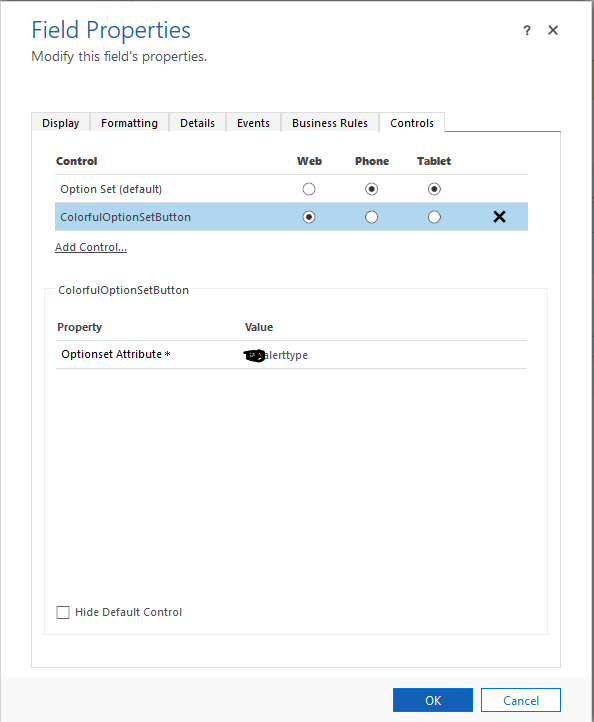 Field Properties
? ✕
Modify this field's properties.
Display Formatting Details Events Business Rules Controls
Control Web Phone Tablet
Option Set (default)
ColorfulOptionSetButton
Add Control...
ColorfulOptionSetButton
Property Value
Optionset Attribute * alerttype
Hide Default Control
OK Cancel